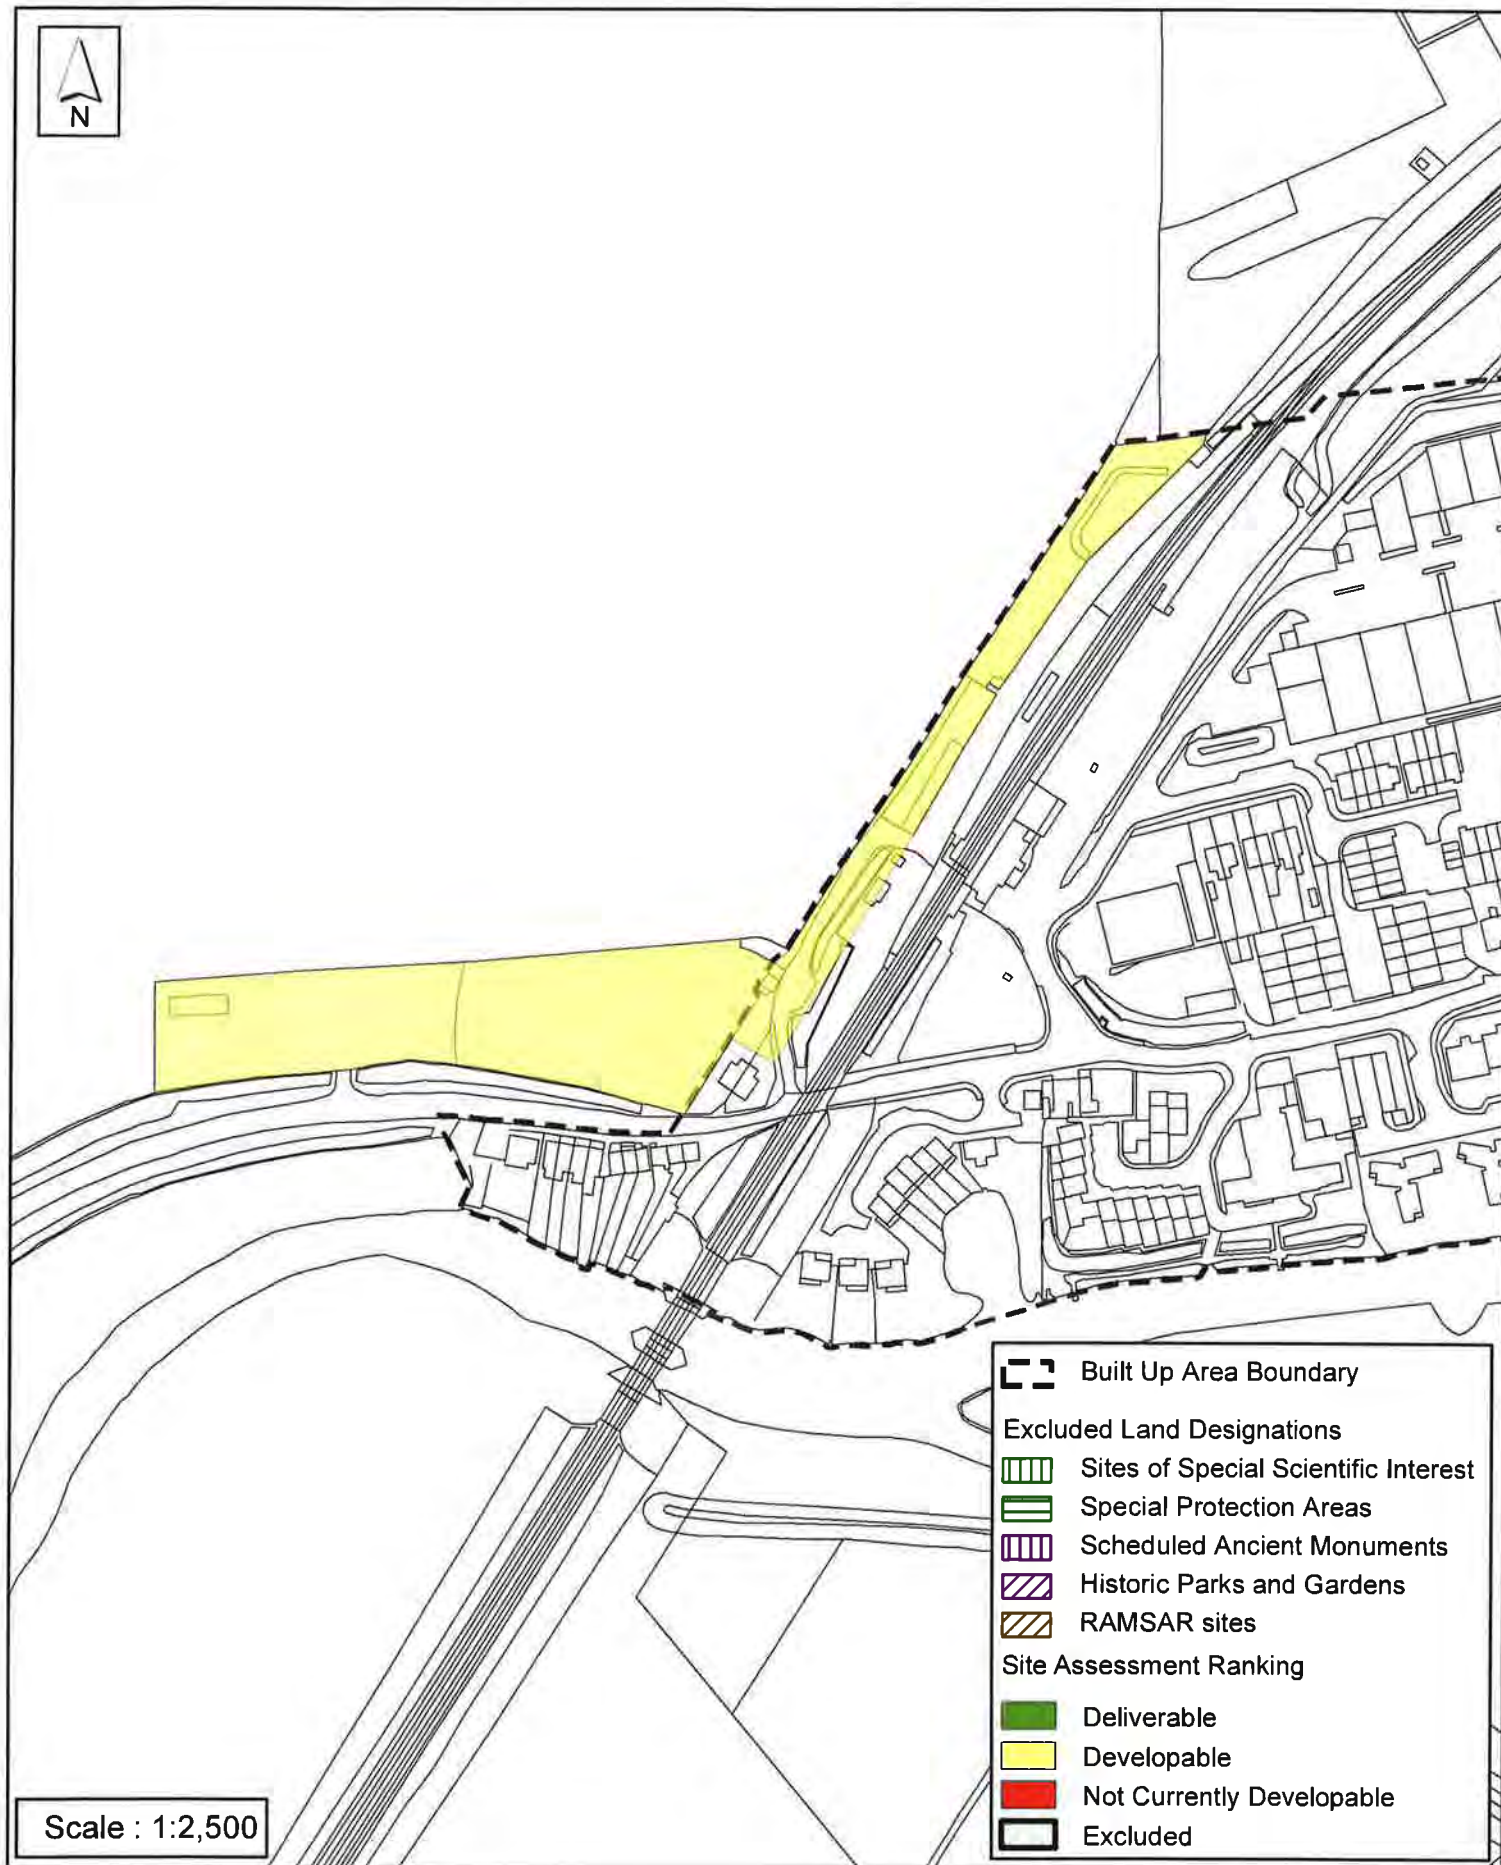 N
Built Up Area Boundary
Excluded Land Designations
Sites of Special Scientific Interest
Special Protection Areas
Scheduled Ancient Monuments
Historic Parks and Gardens
RAMSAR sites
Site Assessment Ranking
Deliverable
Developable
Not Currently Developable
Excluded
Scale : 1:2,500